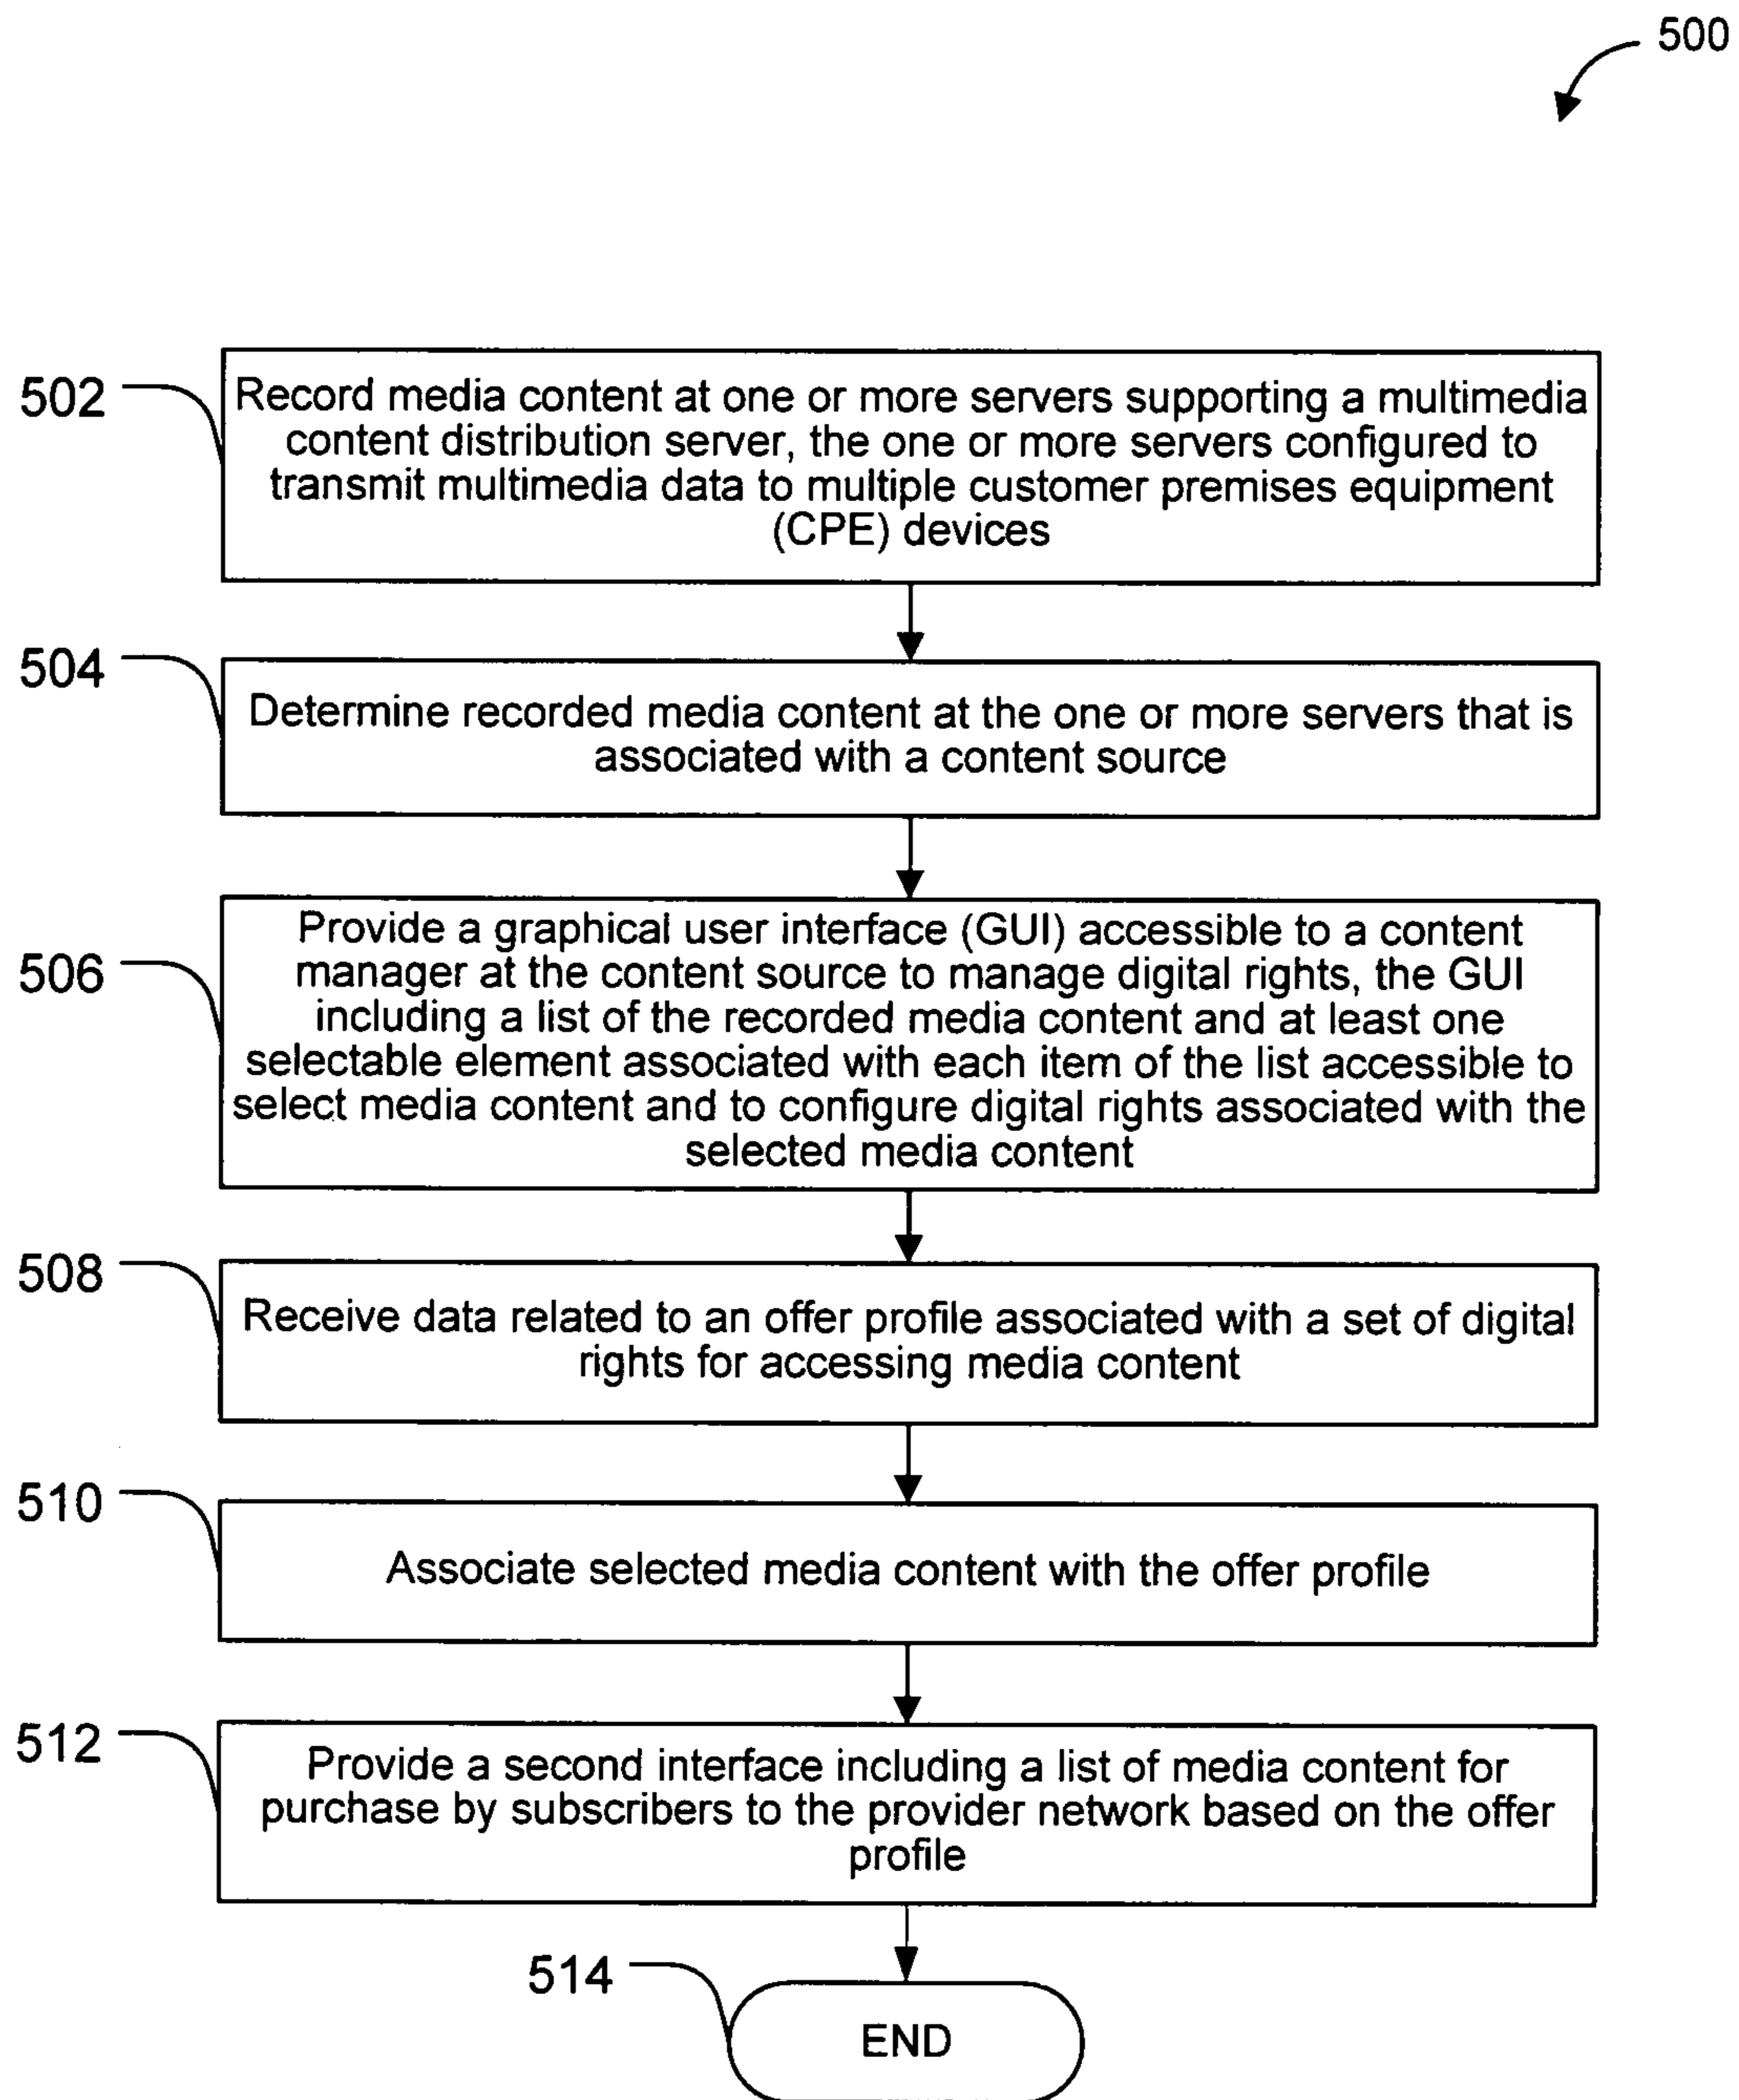 500
502
Record media content at one or more servers supporting a multimedia
content distribution server, the one or more servers configured to
transmit multimedia data to multiple customer premises equipment
(CPE) devices
504
Determine recorded media content at the one or more servers that is
associated with a content source
506
Provide a graphical user interface (GUI) accessible to a content
manager at the content source to manage digital rights, the GUI
including a list of the recorded media content and at least one
selectable element associated with each item of the list accessible to
select media content and to configure digital rights associated with the
selected media content
508
Receive data related to an offer profile associated with a set of digital
rights for accessing media content
510
Associate selected media content with the offer profile
512
Provide a second interface including a list of media content for
purchase by subscribers to the provider network based on the offer
profile
514
END